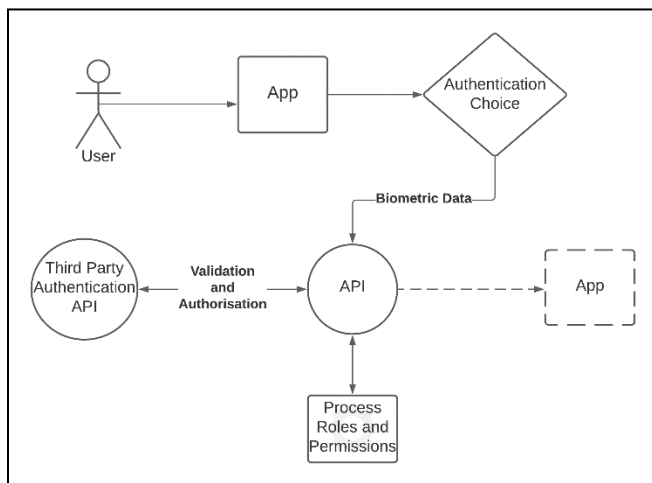 App
Authentication
Choice
User
Biometric Data
Third Party
Authentication
API
Validation
and
Authorisation
API
App
Process
Roles and
Permissions